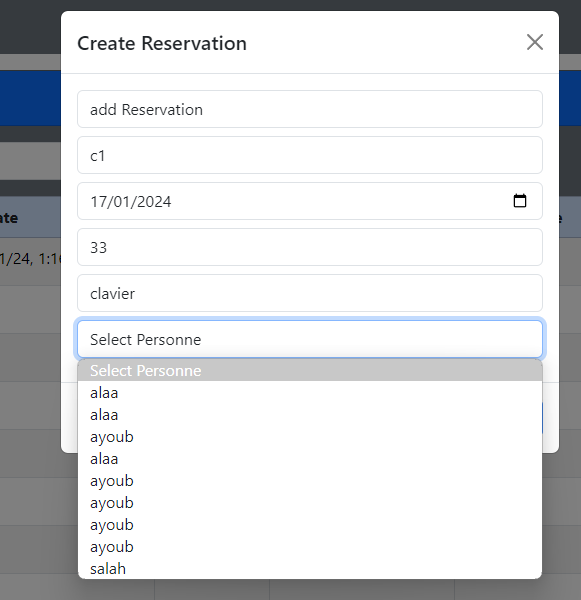 Create Reservation
add Reservation
c1
17/01/2024
33
clavier
Select Personne
Select Personne
alaa
alaa
ayoub
alaa
ayoub
ayoub
ayoub
ayoub
salah
ate
1/24, 1:10
e